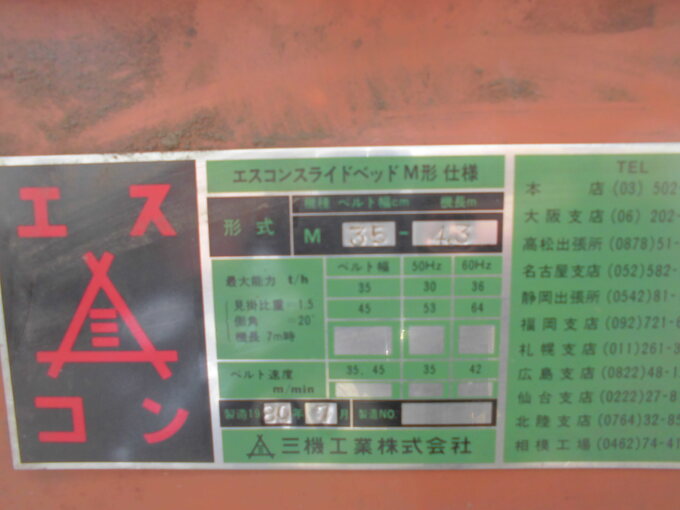 エス
コン
エスコンスライドベッドM形 仕様
形式
機種 ベルト幅cm 機長m
M 35 - 4.3
ベルト幅 50Hz 60Hz
最大能力 t/h 35 30 36
見掛比重=1.5 45 53 64
側角 =20°
機長 7m時
ベルト速度 35, 45 35 42
m/min
製造19 年 月 製造NO.
三機工業株式会社
TEL
本 店 (03) 502
大阪支店 (06) 202-
高松出張所 (0878)51-
名古屋支店 (052)582-
静岡出張所 (0542)81-
福岡支店 (092)721-6
札幌支店 (011)261-3
広島支店 (0822)48-1
仙台支店 (0222)27-8
北陸支店 (0764)32-85
相模工場 (0462)74-41